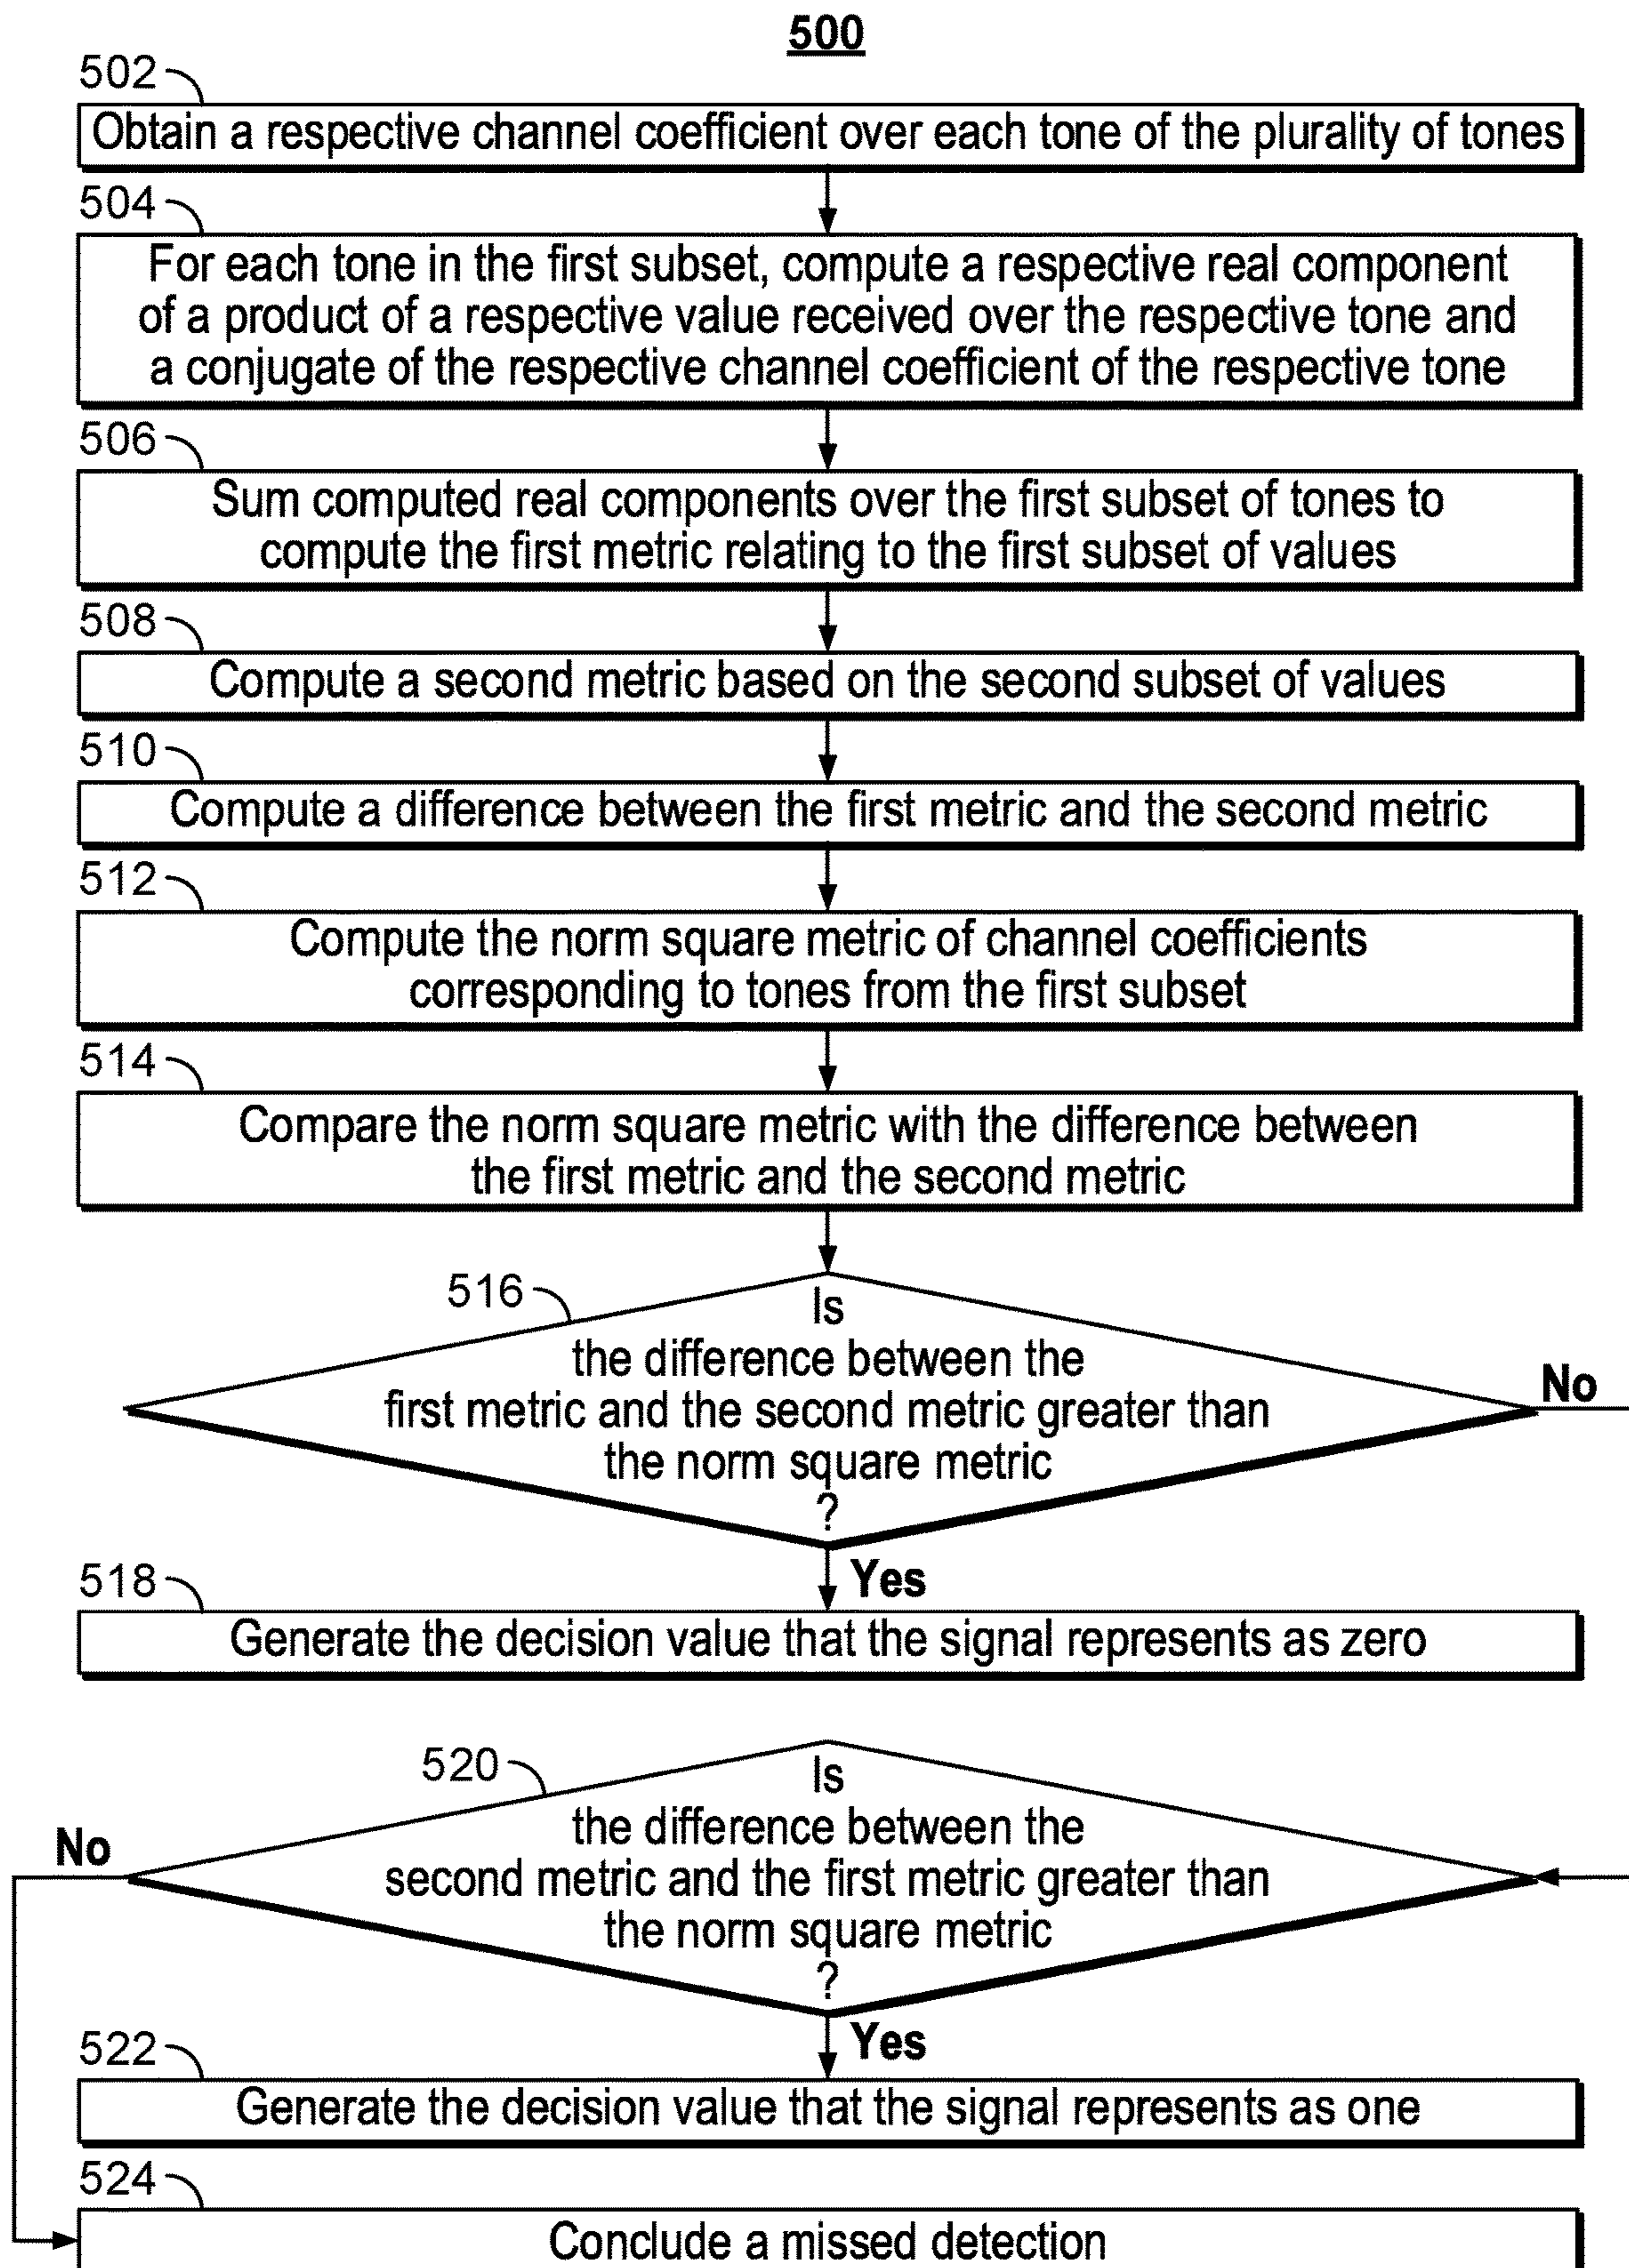 500
502
Obtain a respective channel coefficient over each tone of the plurality of tones
504
For each tone in the first subset, compute a respective real component
of a product of a respective value received over the respective tone and
a conjugate of the respective channel coefficient of the respective tone
506
Sum computed real components over the first subset of tones to
compute the first metric relating to the first subset of values
508
Compute a second metric based on the second subset of values
510
Compute a difference between the first metric and the second metric
512
Compute the norm square metric of channel coefficients
corresponding to tones from the first subset
514
Compare the norm square metric with the difference between
the first metric and the second metric
516
Is
the difference between the
first metric and the second metric greater than
the norm square metric
?
No
Yes
518
Generate the decision value that the signal represents as zero
520
Is
the difference between the
second metric and the first metric greater than
the norm square metric
?
No
Yes
522
Generate the decision value that the signal represents as one
524
Conclude a missed detection